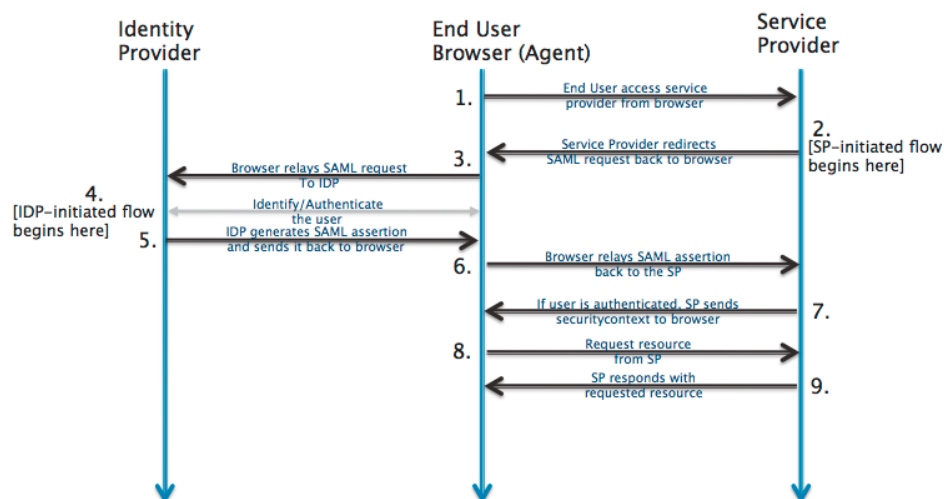 Identity
Provider
End User
Browser (Agent)
Service
Provider
1.
End User access service
provider from browser
2.
[SP-initiated flow
begins here]
Service Provider redirects
SAML request back to browser
3.
Browser relays SAML request
To IDP
4.
[IDP-initiated flow
begins here]
Identify/Authenticate
the user
5.
IDP generates SAML assertion
and sends it back to browser
6.
Browser relays SAML assertion
back to the SP
If user is authenticated, SP sends
securitycontext to browser
7.
8.
Request resource
from SP
SP responds with
requested resource
9.